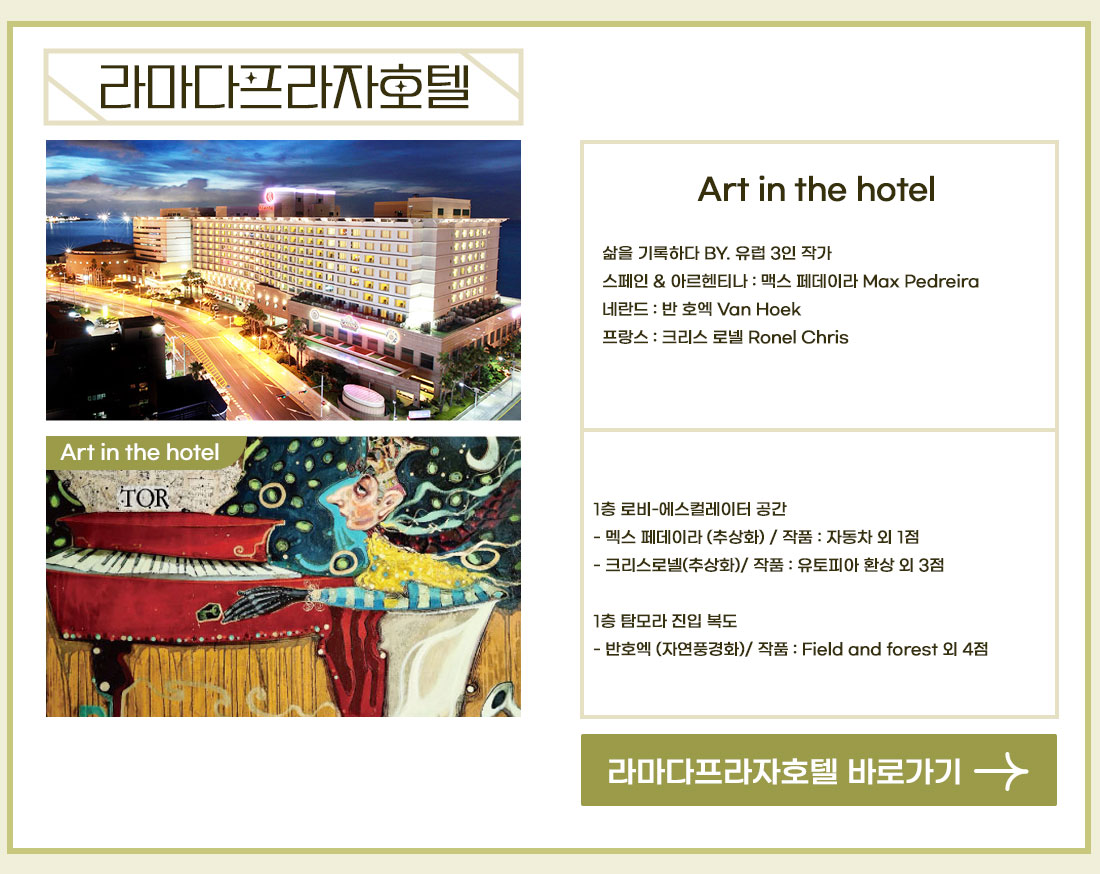 라마다프라자호텔
Art in the hotel
삶을 기록하다 BY. 유럽 3인 작가
스페인 & 아르헨티나 : 맥스 페데이라 Max Pedreira
네란드 : 반 호엑 Van Hoek
프랑스 : 크리스 로넬 Ronel Chris
Art in the hotel
TOR
1층 로비-에스컬레이터 공간
- 멕스 페데이라 (추상화) / 작품 : 자동차 외 1점
- 크리스로넬(추상화)/ 작품 : 유토피아 환상 외 3점
1층 탐모라 진입 복도
- 반호엑 (자연풍경화)/ 작품 : Field and forest 외 4점
라마다프라자호텔 바로가기